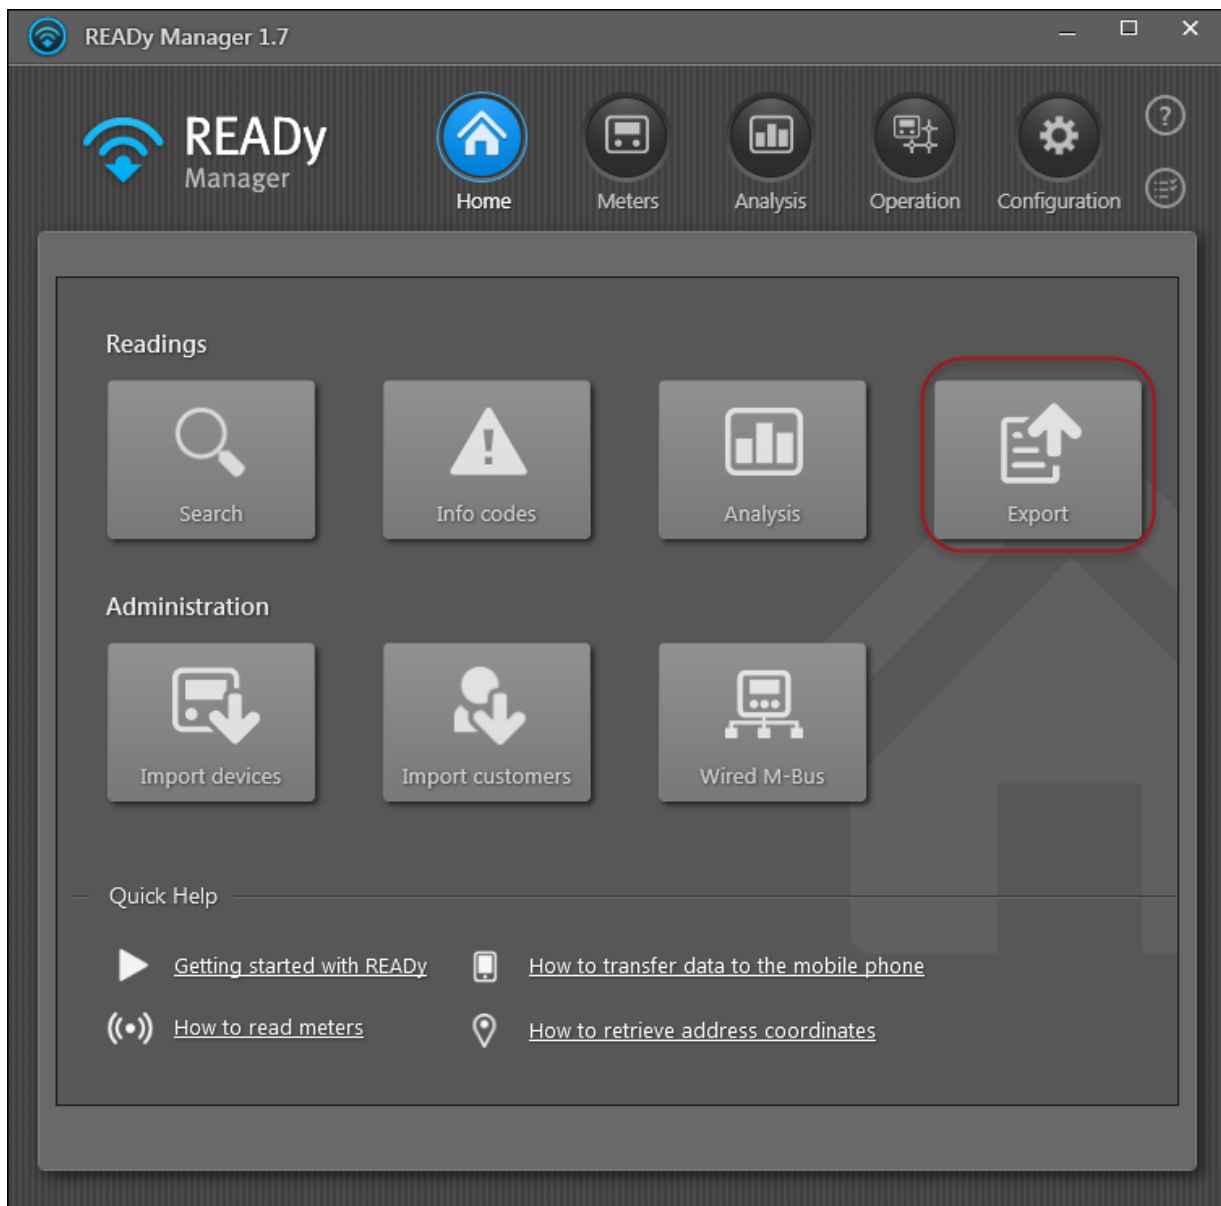 READy Manager 1.7
READy
Manager
Home
Meters
Analysis
Operation
Configuration
?
Readings
Search
Info codes
Analysis
Export
Administration
Import devices
Import customers
Wired M-Bus
Quick Help
Getting started with READy
How to transfer data to the mobile phone
How to read meters
How to retrieve address coordinates